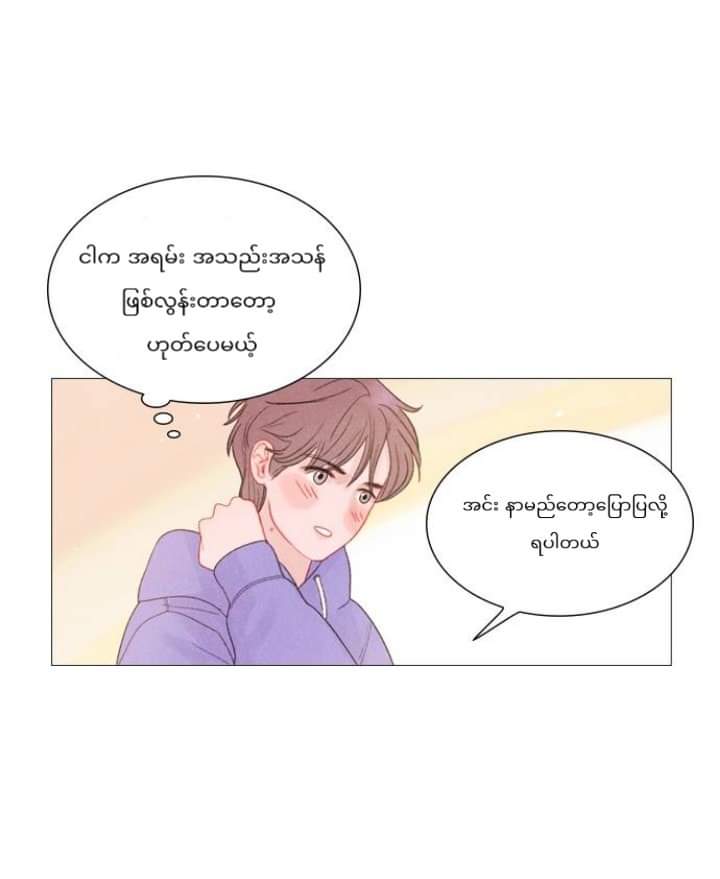 ငါက အရမ်း အသည်းအသန်
ဖြစ်လွန်းတာတော့
ဟုတ်ပေမယ့်
အင်း နာမည်တော့ပြောပြလို့
ရပါတယ်